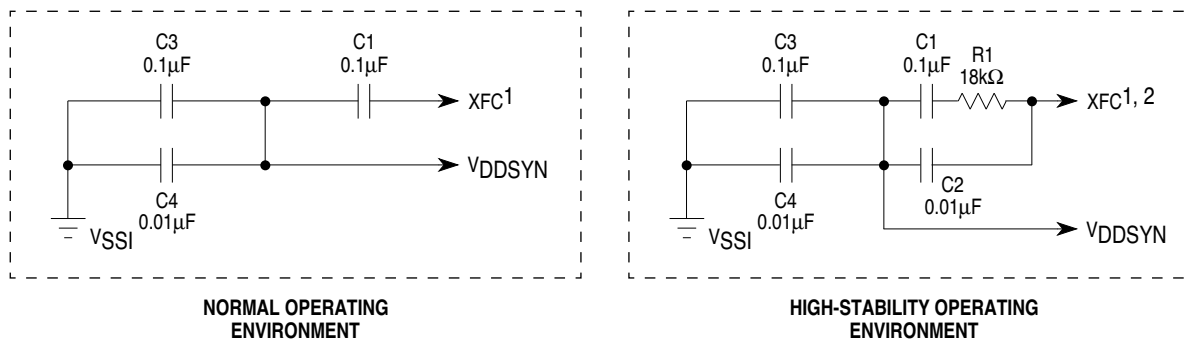 C3
0.1µF
C1
0.1µF
XFC1
C4
0.01µF
VDDSYN
VSSI
NORMAL OPERATING
ENVIRONMENT
C3
0.1µF
C1
0.1µF
R1
18kΩ
XFC1, 2
C4
0.01µF
C2
0.01µF
VSSI
VDDSYN
HIGH-STABILITY OPERATING
ENVIRONMENT